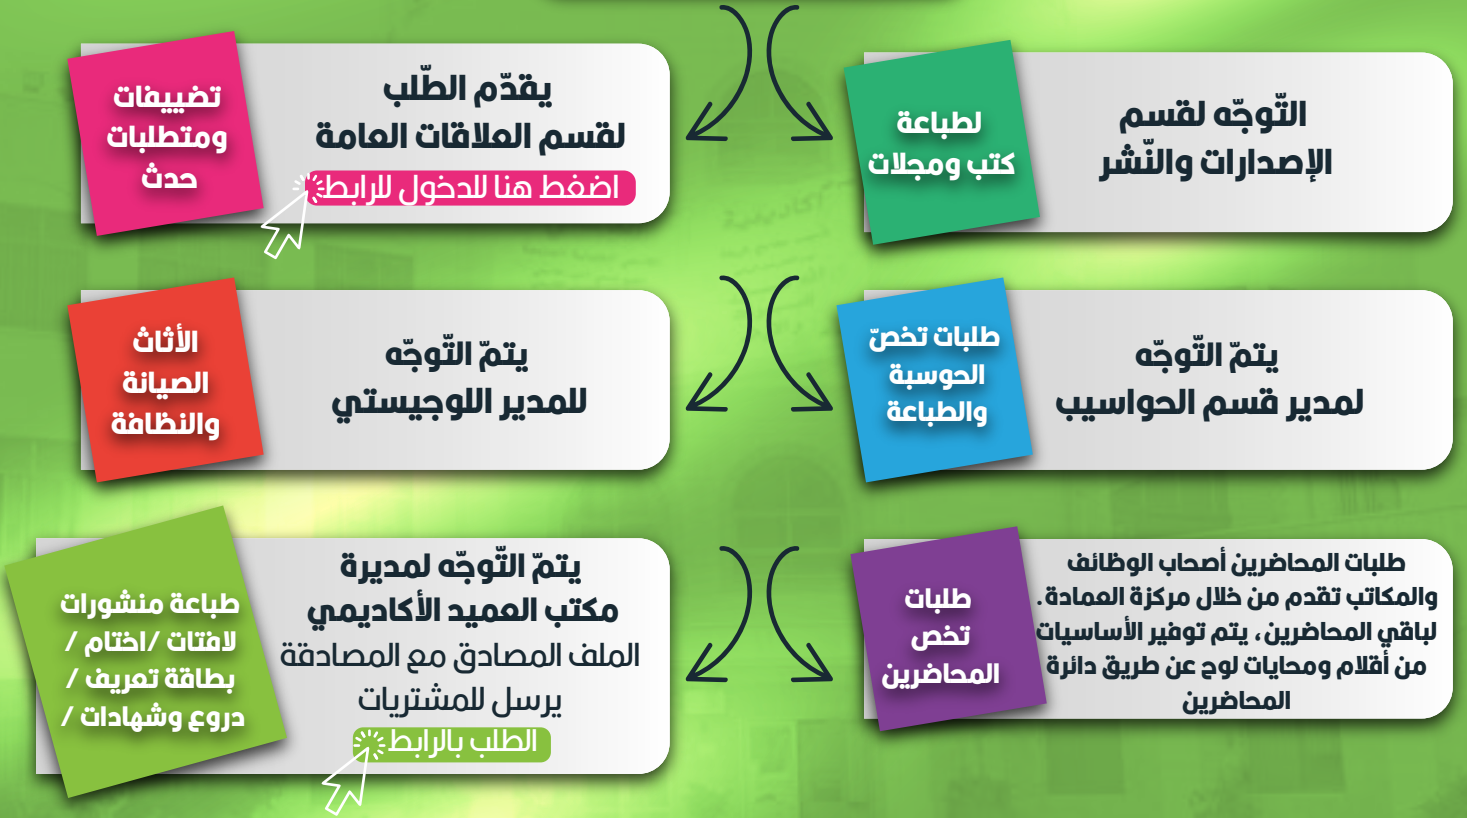 لطباعة
كتب ومجلات
التّوجّه لقسم
الإصدارات والنّشر
تضييفات
ومتطلبات
حدث
يقدّم الطّلب
لقسم العلاقات العامة
اضغط هنا للدخول للرابط
طلبات تخصّ
الحوسبة
والطباعة
يتمّ التّوجّه
لمدير قسم الحواسيب
الأثاث
الصيانة
والنظافة
يتمّ التّوجّه
للمدير اللوجيستي
طلبات
تخص
المحاضرين
طلبات المحاضرين أصحاب الوظائف
والمكاتب تقدم من خلال مركزة العمادة.
لباقي المحاضرين، يتم توفير الأساسيات
من أقلام ومحايات لوح عن طريق دائرة
المحاضرين
طباعة منشورات
لافتات /اختام /
بطاقة تعريف /
دروع وشهادات /
يتمّ التّوجّه لمديرة
مكتب العميد الأكاديمي
الملف المصادق مع المصادقة
يرسل للمشتريات
الطلب بالرابط